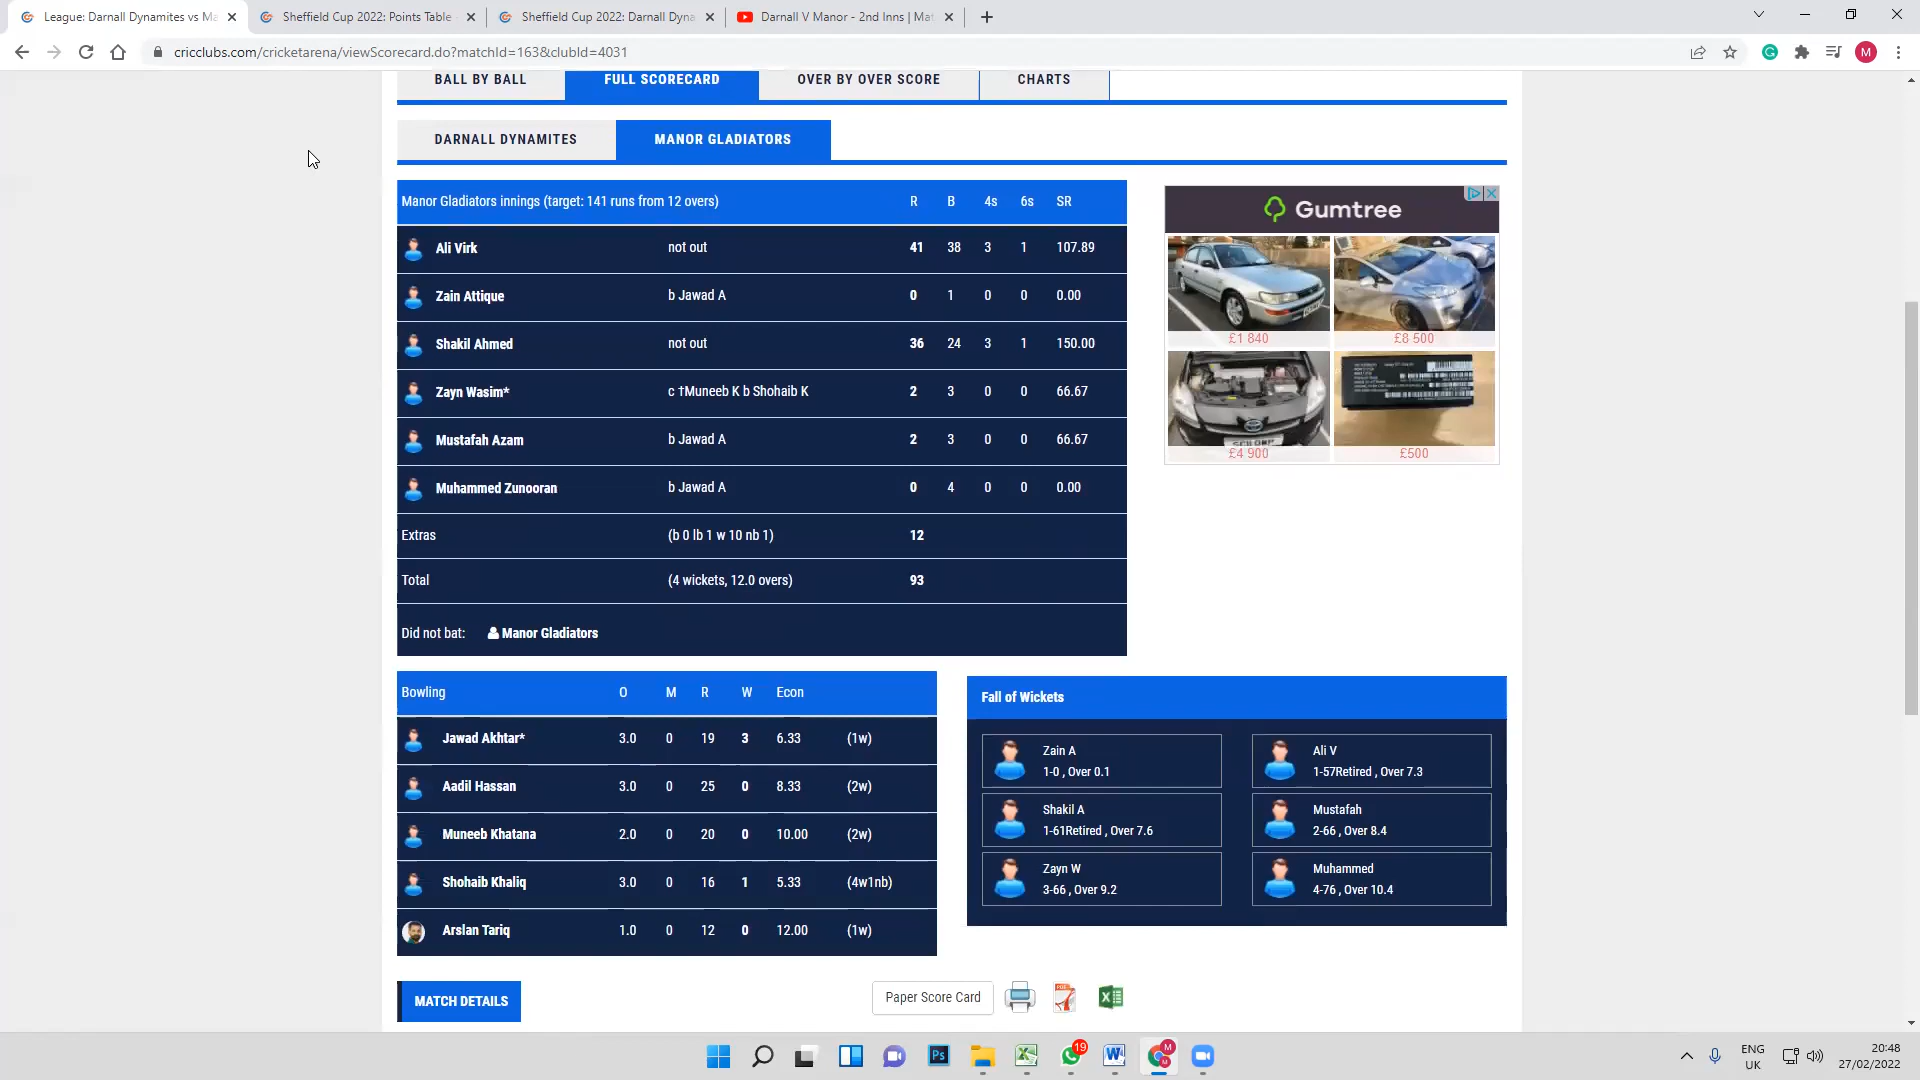 League: Darnall Dynamites vs Ma
Sheffield Cup 2022: Points Table -
Sheffield Cup 2022: Darnall Dyna
Darnall V Manor - 2nd Inns | Mat
cricclubs.com/cricketarena/viewScorecard.do?matchId=163&clubId=4031
M
BALL BY BALL FULL SCORECARD OVER BY OVER SCORE CHARTS
DARNALL DYNAMITES MANOR GLADIATORS
Manor Gladiators innings (target: 141 runs from 12 overs) R B 4s 6s SR
Ali Virk not out 41 38 3 1 107.89
Zain Attique b Jawad A 0 1 0 0 0.00
Shakil Ahmed not out 36 24 3 1 150.00
Zayn Wasim* c †Muneeb K b Shohaib K 2 3 0 0 66.67
Mustafah Azam b Jawad A 2 3 0 0 66.67
Muhammed Zunooran b Jawad A 0 4 0 0 0.00
Extras (b 0 lb 1 w 10 nb 1) 12
Total (4 wickets, 12.0 overs) 93
Did not bat: Manor Gladiators
Gumtree
£1 840 £8 500
£4 900 £500
Bowling O M R W Econ
Jawad Akhtar* 3.0 0 19 3 6.33 (1w)
Aadil Hassan 3.0 0 25 0 8.33 (2w)
Muneeb Khatana 2.0 0 20 0 10.00 (2w)
Shohaib Khaliq 3.0 0 16 1 5.33 (4w1nb)
Arslan Tariq 1.0 0 12 0 12.00 (1w)
Fall of Wickets
Zain A
1-0 , Over 0.1
Ali V
1-57Retired , Over 7.3
Shakil A
1-61Retired , Over 7.6
Mustafah
2-66 , Over 8.4
Zayn W
3-66 , Over 9.2
Muhammed
4-76 , Over 10.4
MATCH DETAILS
Paper Score Card
Ps
19
M
ENG
UK
20:48
27/02/2022